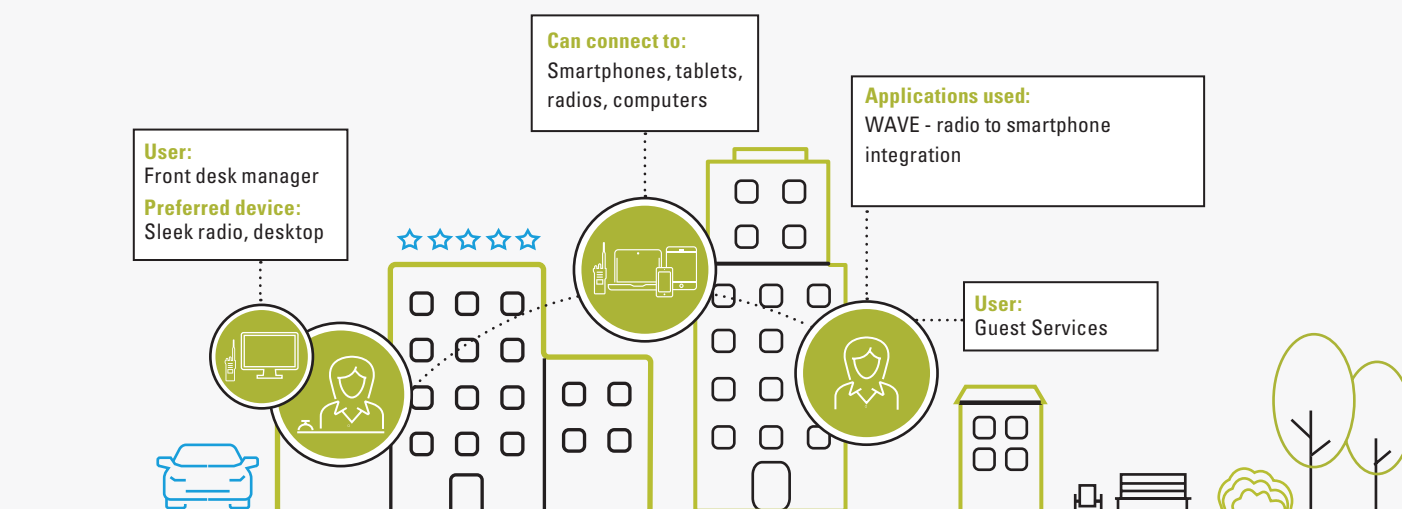 Can connect to:
Smartphones, tablets,
radios, computers
Applications used:
WAVE - radio to smartphone
integration
User:
Front desk manager
Preferred device:
Sleek radio, desktop
User:
Guest Services